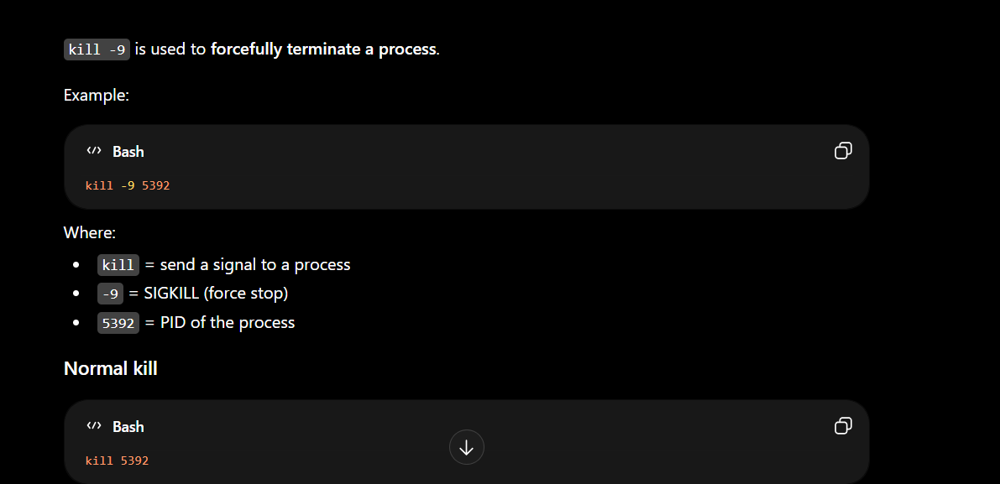 kill -9 is used to forcefully terminate a process.
Example:
Bash
kill -9 5392
Where:
kill = send a signal to a process
-9 = SIGKILL (force stop)
5392 = PID of the process
Normal kill
Bash
kill 5392